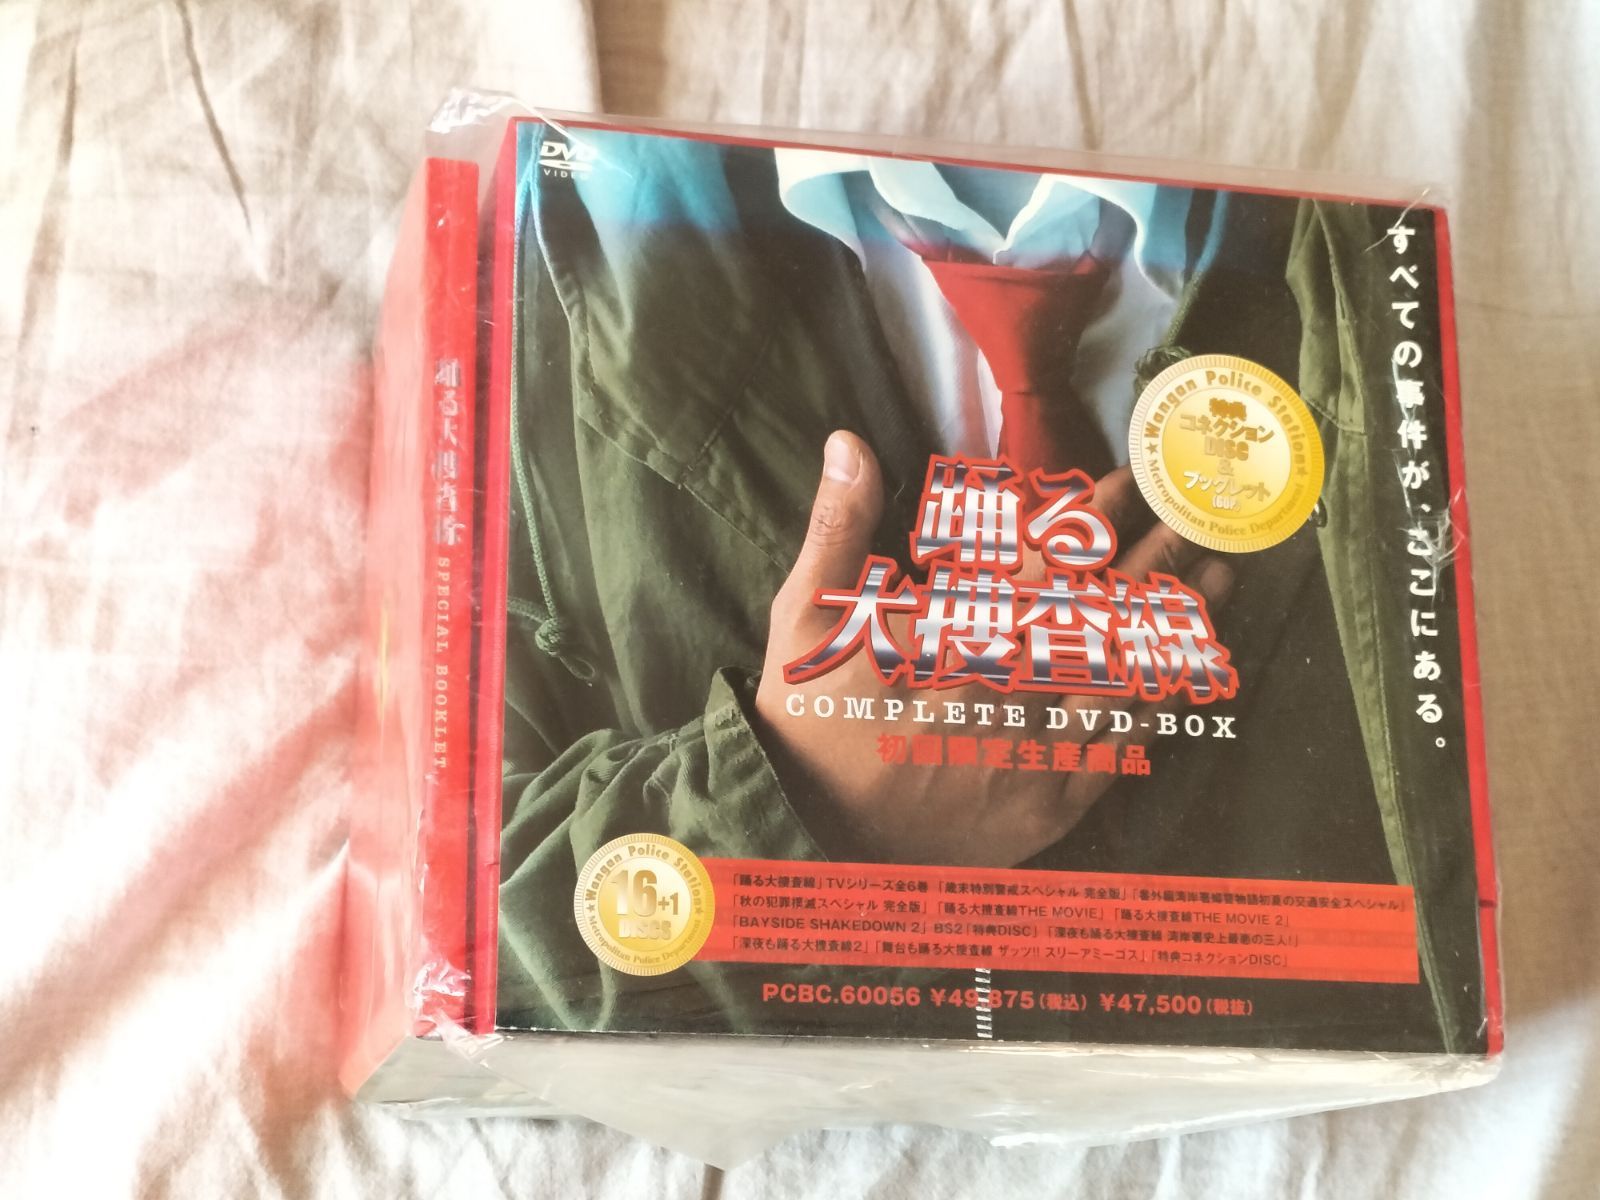 DVD
VIDEO
すべての事件が、ここにある。
Wangan Police Station
特典
コネクション
DISC
&
ブックレット
(60P)
Metropolitan Police Department
踊る
大捜査線
COMPLETE DVD-BOX
初回限定生産商品
踊る大捜査線 SPECIAL BOOKLET
Wangan Police Station
16+1
DISCS
Metropolitan Police Department
「踊る大捜査線」TVシリーズ全6巻 「歳末特別警戒スペシャル 完全版」「番外編湾岸署婦警物語初夏の交通安全スペシャル」
「秋の犯罪撲滅スペシャル 完全版」「踊る大捜査線THE MOVIE」「踊る大捜査線THE MOVIE 2」
「BAYSIDE SHAKEDOWN 2」BS2「特典DISC」「深夜も踊る大捜査線 湾岸署史上最悪の三人!」
「深夜も踊る大捜査線2」「舞台も踊る大捜査線 ザッツ!! スリーアミーゴス」「特典コネクションDISC」
PCBC.60056 ¥49,875(税込) ¥47,500(税抜)